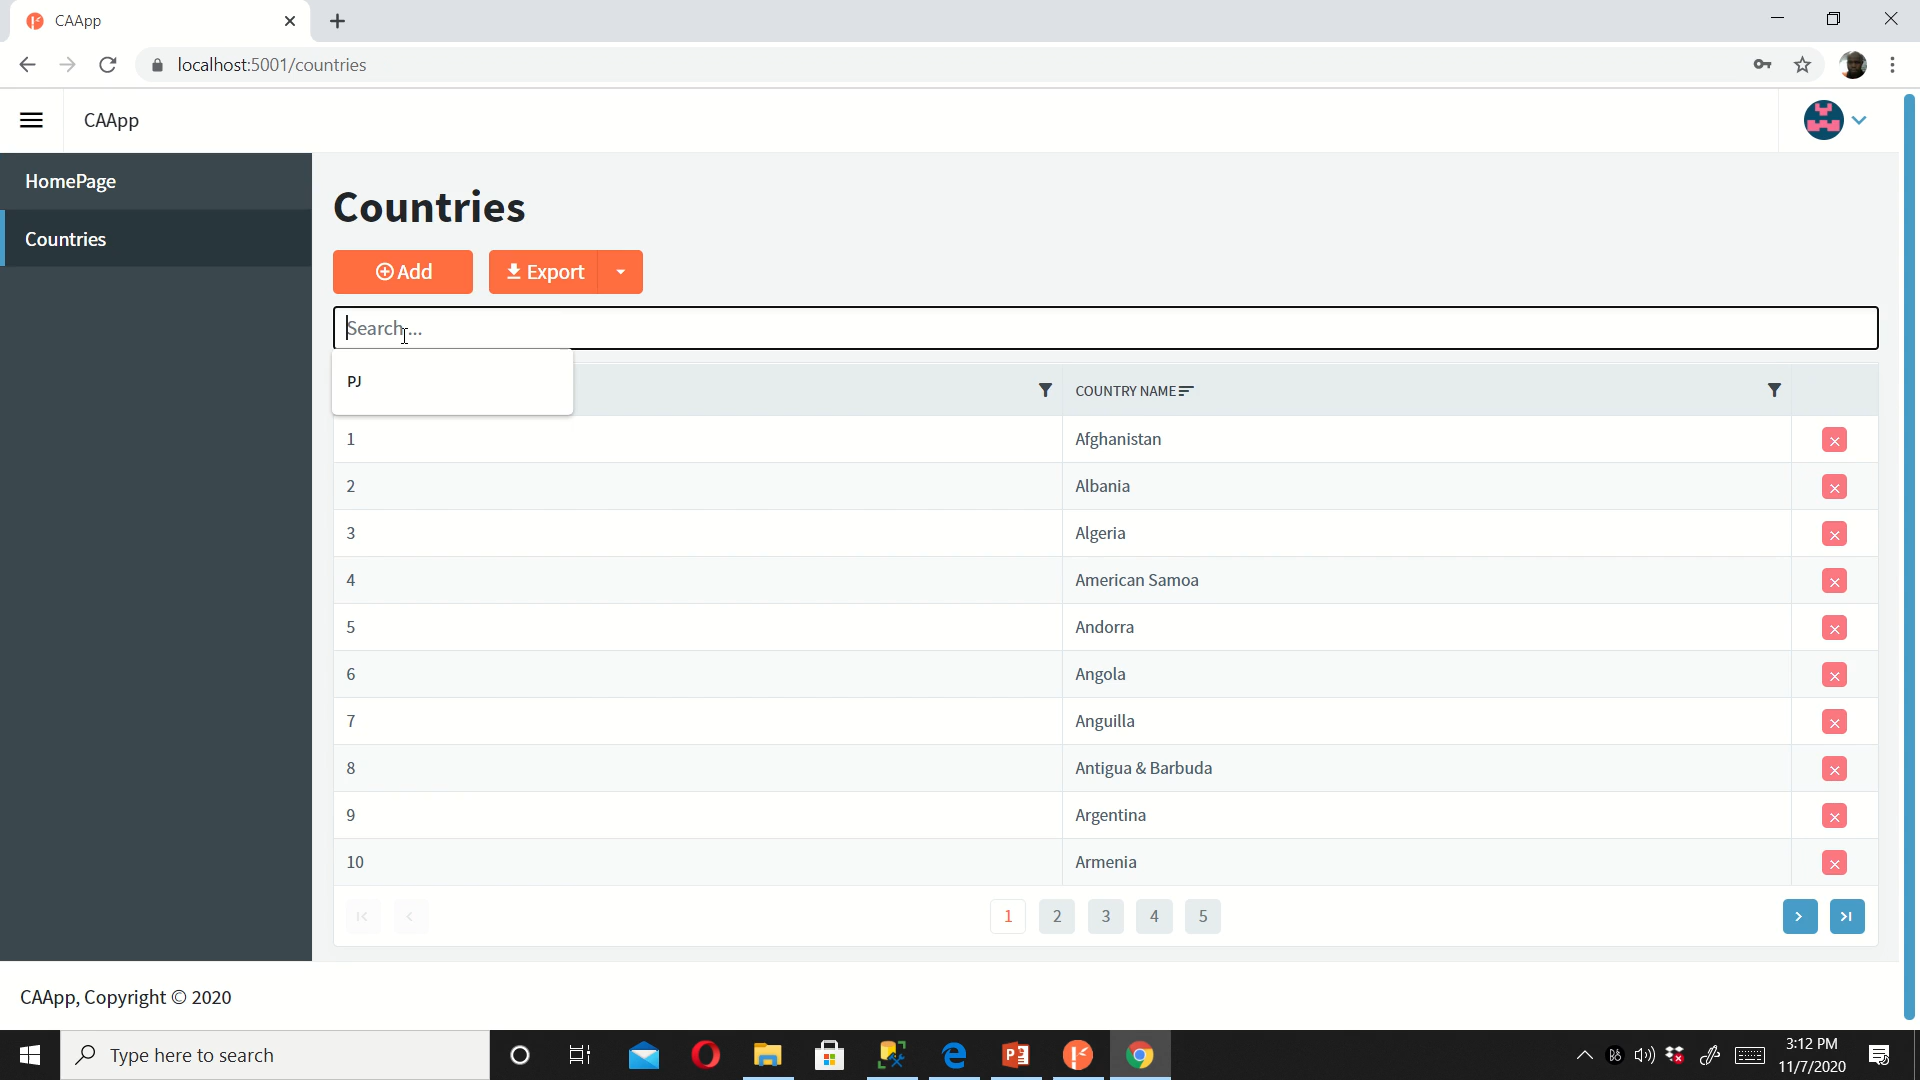 CAApp
localhost:5001/countries
CAApp
HomePage
Countries
Countries
Add
Export
Search ...
PJ
COUNTRY NAME
1 Afghanistan
2 Albania
3 Algeria
4 American Samoa
5 Andorra
6 Angola
7 Anguilla
8 Antigua & Barbuda
9 Argentina
10 Armenia
1 2 3 4 5
CAApp, Copyright © 2020
Type here to search
3:12 PM
11/7/2020